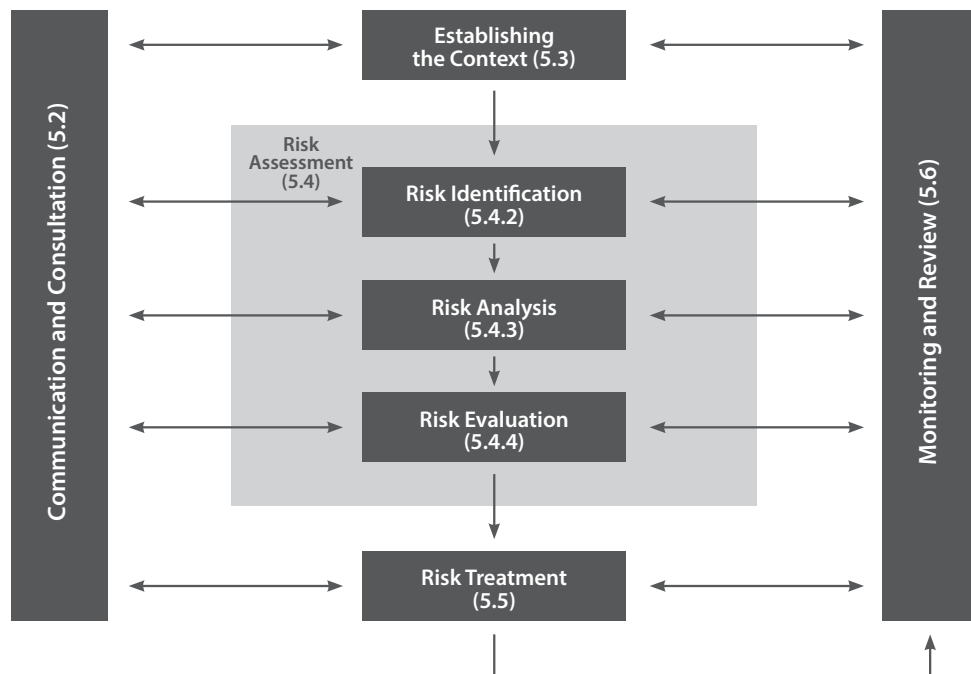 Communication and Consultation (5.2)
Establishing
the Context (5.3)
Risk
Assessment
(5.4)
Risk Identification
(5.4.2)
Risk Analysis
(5.4.3)
Risk Evaluation
(5.4.4)
Risk Treatment
(5.5)
Monitoring and Review (5.6)